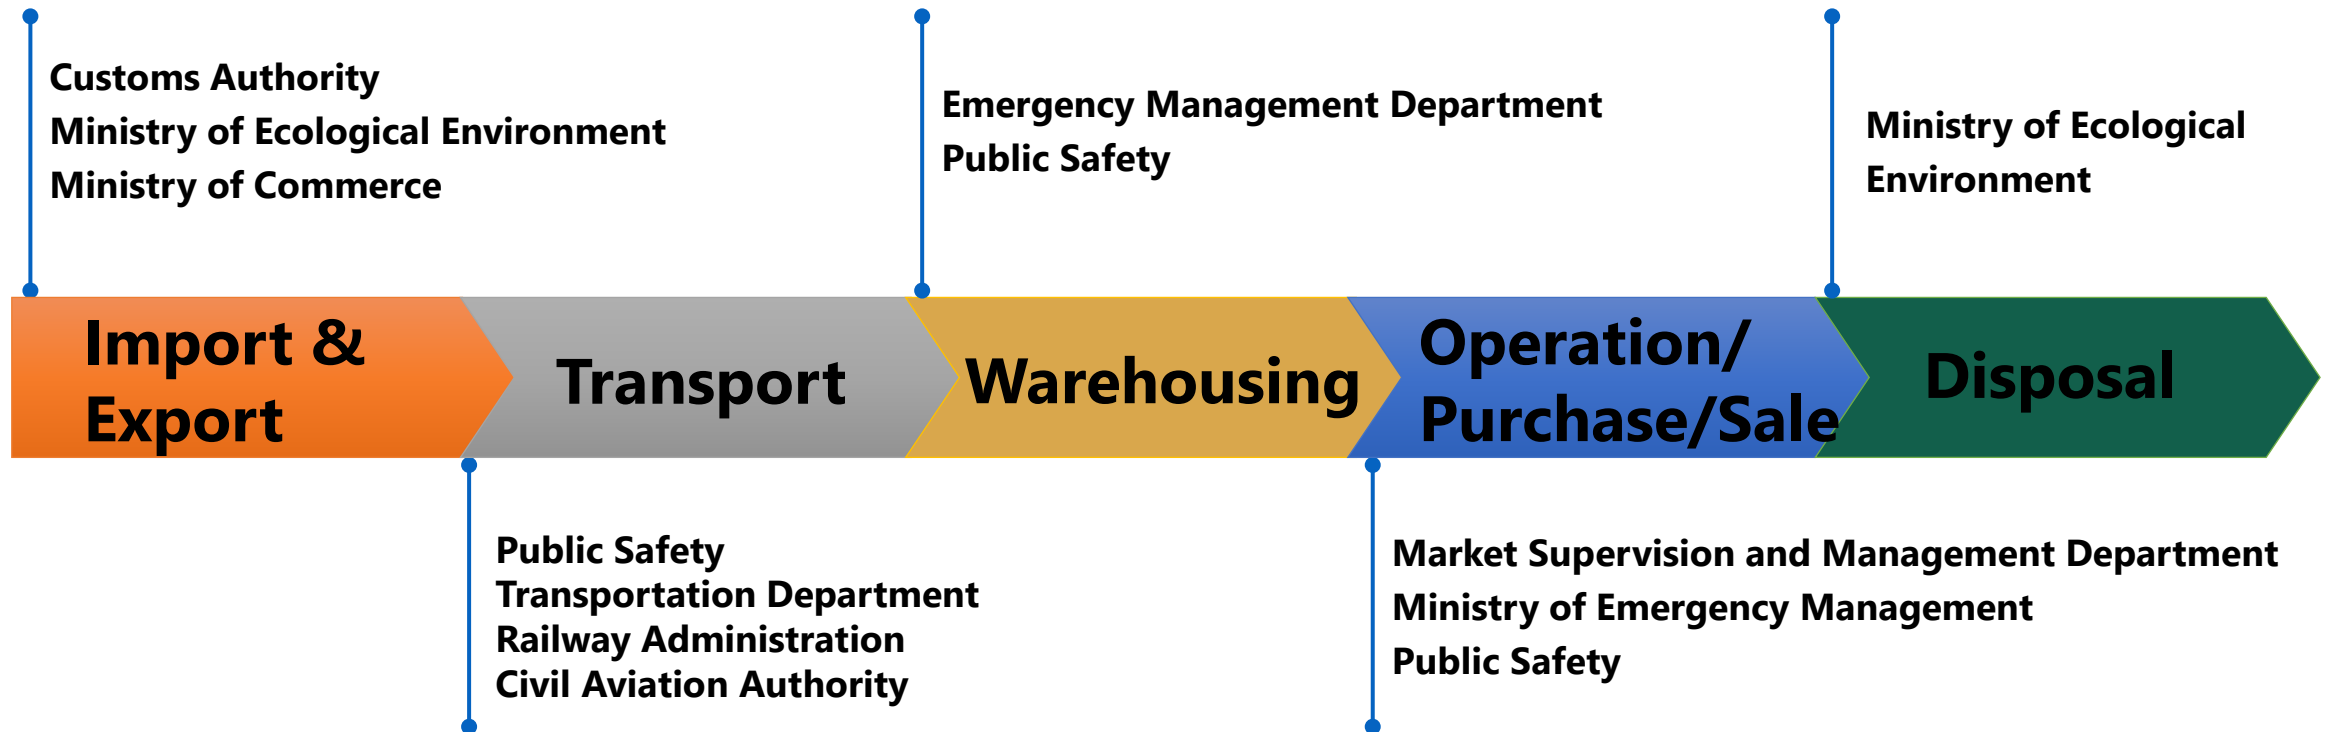 Customs Authority
Ministry of Ecological Environment
Ministry of Commerce
Emergency Management Department
Public Safety
Ministry of Ecological
Environment
Import &
Export
Transport
Warehousing
Operation/
Purchase/Sale
Disposal
Public Safety
Transportation Department
Railway Administration
Civil Aviation Authority
Market Supervision and Management Department
Ministry of Emergency Management
Public Safety